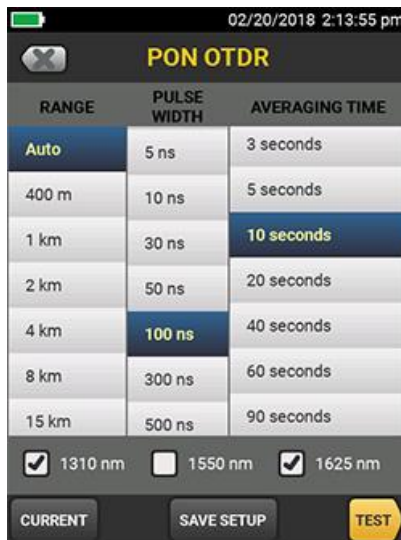 02/20/2018 2:13:55 pm
PON OTDR
RANGE PULSE WIDTH AVERAGING TIME
Auto 5 ns 3 seconds
400 m 10 ns 5 seconds
1 km 30 ns 10 seconds
2 km 50 ns 20 seconds
4 km 100 ns 40 seconds
8 km 300 ns 60 seconds
15 km 500 ns 90 seconds
1310 nm 1550 nm 1625 nm
CURRENT SAVE SETUP TEST